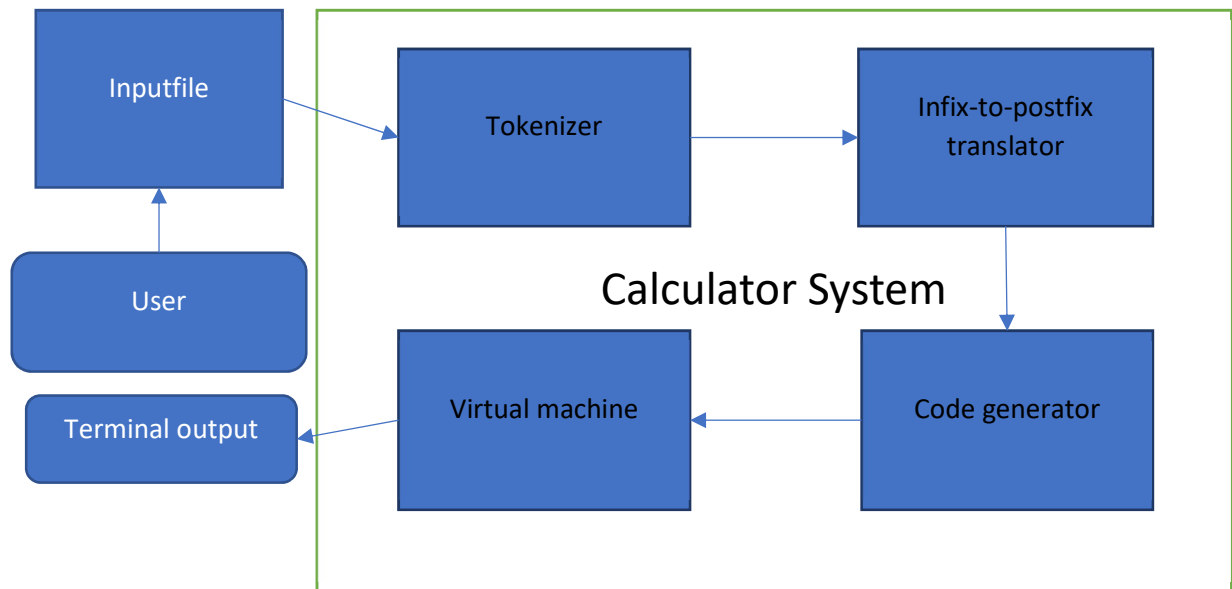 Inputfile
Tokenizer
Infix-to-postfix
translator
User
Calculator System
Terminal output
Virtual machine
Code generator